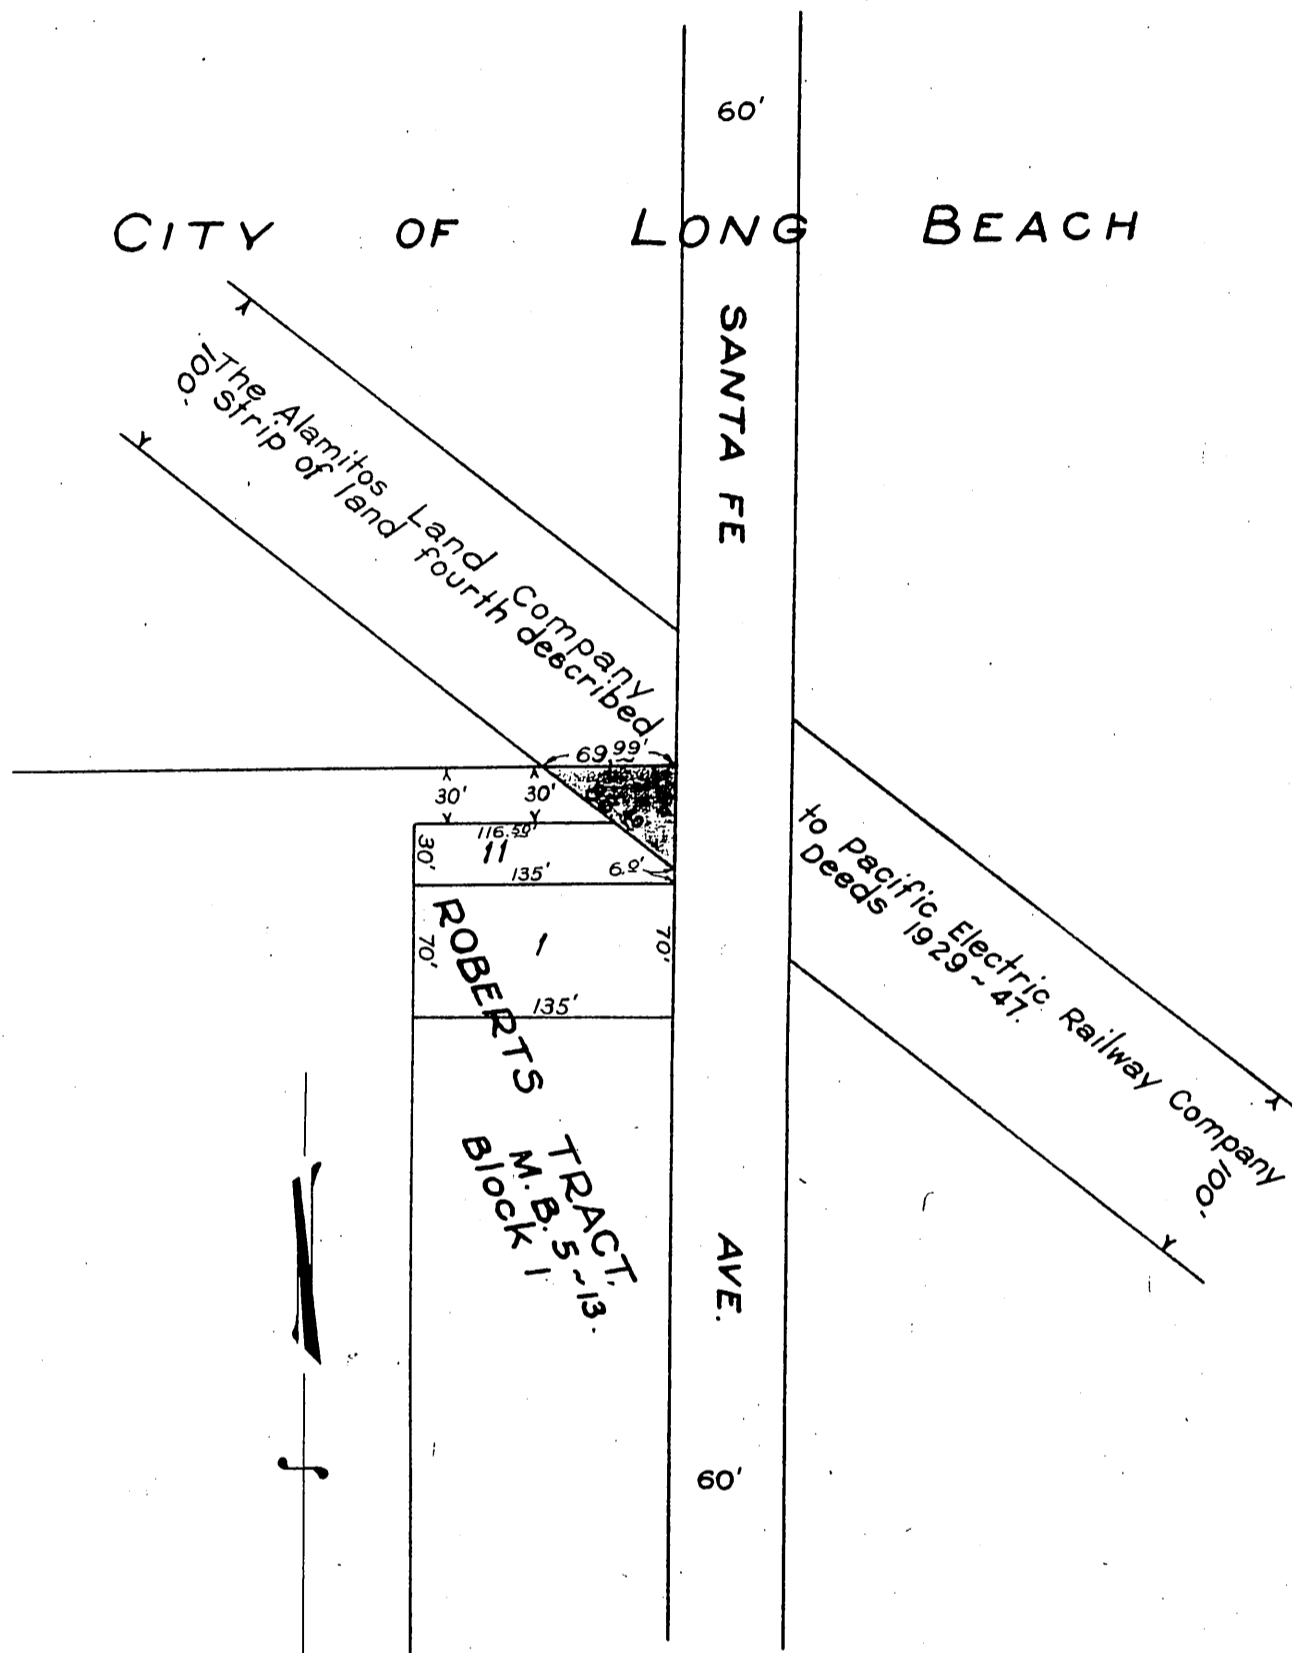 60'
CITY OF LONG BEACH
SANTA FE
100.
The Alamitos Land Company
Strip of land fourth described
69.99'
30'
30'
116.50'
30'
11
135'
6.0'
to Pacific Electric Railway Company
Deeds 1929~47.
100.
70'
1
70'
135'
ROBERTS TRACT,
M.B. 5~13.
Block 1
AVE.
N
60'